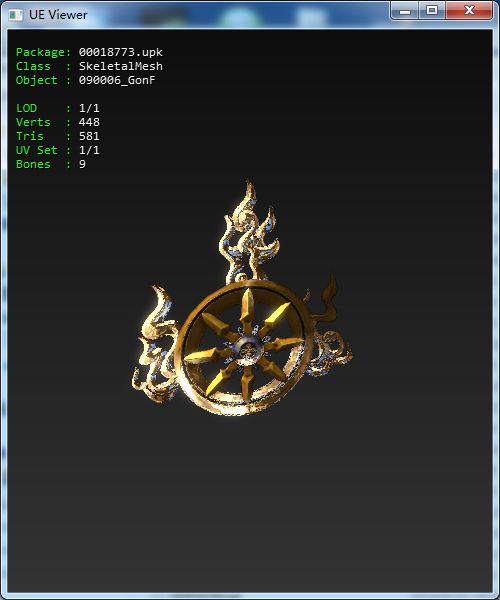 UE Viewer
Package: 00018773.upk
Class : SkeletalMesh
Object : 090006_GonF
LOD : 1/1
Verts : 448
Tris : 581
UV Set : 1/1
Bones : 9